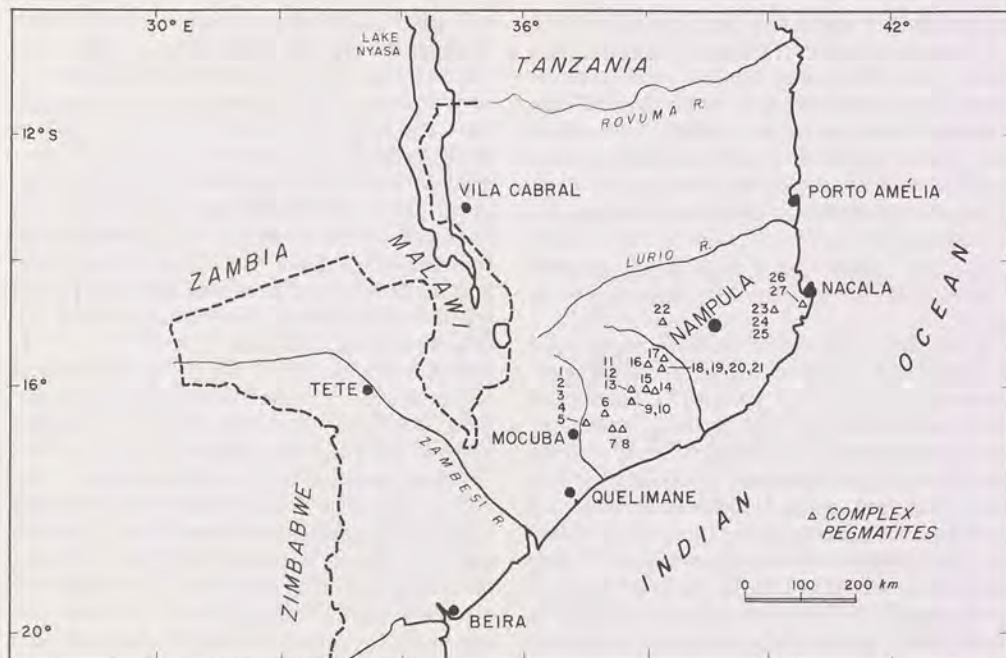 30° E
36°
42°
LAKE
NYASA
TANZANIA
ROVUMA R.
12°S
VILA CABRAL
PORTO AMÉLIA
ZAMBIA
MALAWI
LURIO R.
NACALA
26
27
NAMPULA
22
23
24
25
OCEAN
16°
TETE
1
2
3
4
5
11
12
13
16
17
18,19,20,21
15
14
6
9,10
7 8
MOCUBA
ZAMBESI R.
QUELIMANE
INDIAN
COMPLEX
PEGMATITES
ZIMBABWE
0 100 200 km
BEIRA
20°